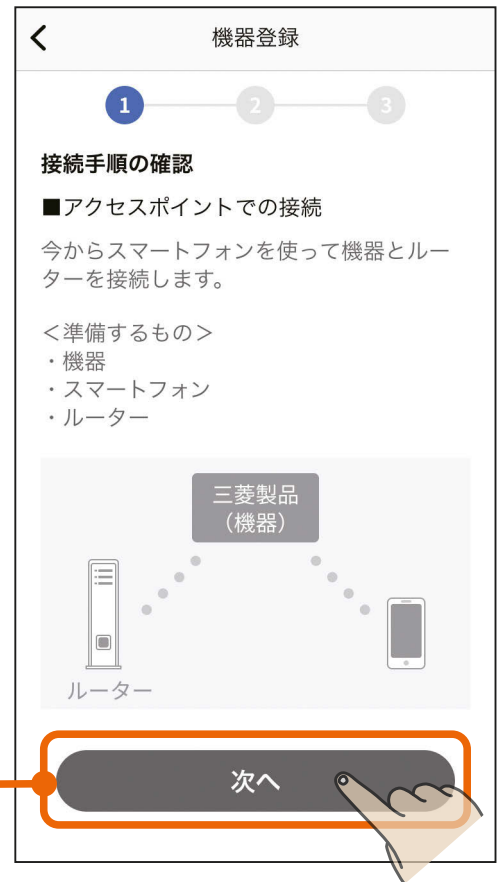 機器登録
1 2 3
接続手順の確認
■アクセスポイントでの接続
今からスマートフォンを使って機器とルー
ターを接続します。
＜準備するもの＞
・機器
・スマートフォン
・ルーター
三菱製品
（機器）
ルーター
次へ